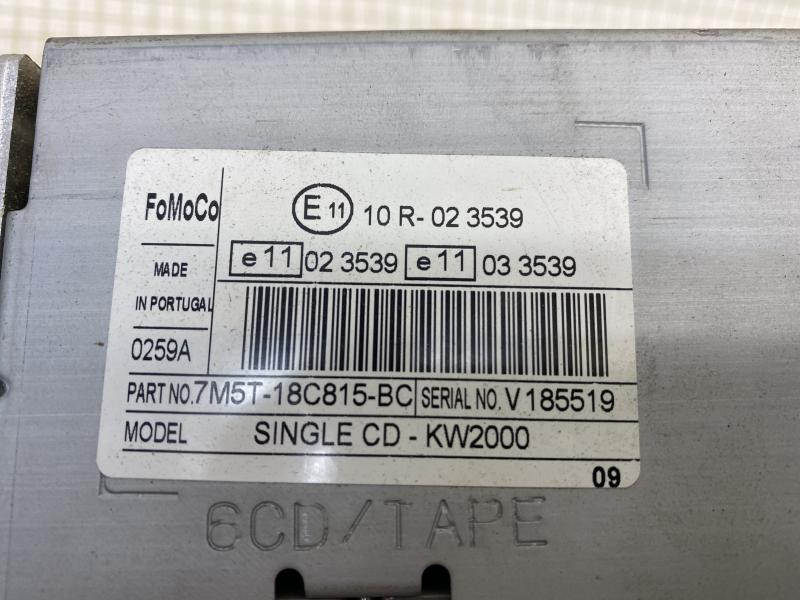 FoMoCo
E 11 10 R- 02 3539
e 11 02 3539 e 11 03 3539
MADE
IN PORTUGAL
0259A
PART NO. 7M5T-18C815-BC SERIAL NO. V 185519
MODEL SINGLE CD - KW2000
09
6CD/TAPE